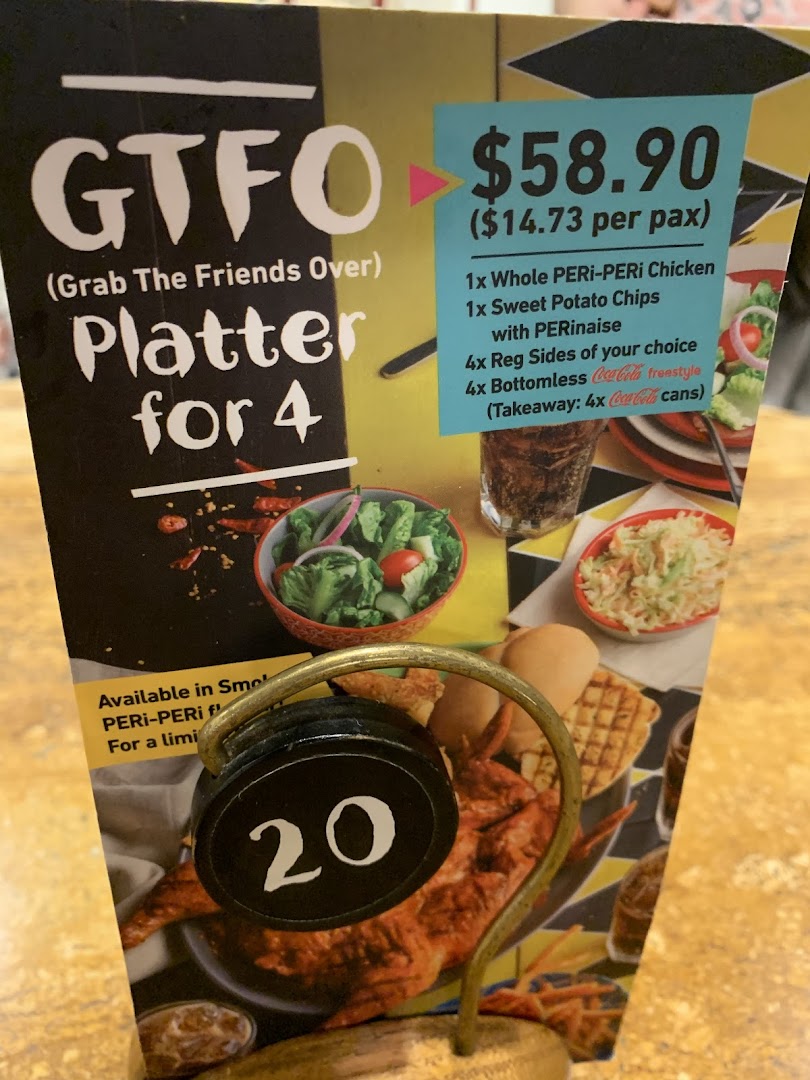 GTFO
(Grab The Friends Over)
Platter
for 4
$58.90
($14.73 per pax)
1x Whole PERi-PERi Chicken
1x Sweet Potato Chips
with PERinaise
4x Reg Sides of your choice
4x Bottomless Coca-Cola freestyle
(Takeaway: 4x Coca-Cola cans)
Available in
PERi-PERi
For a
20